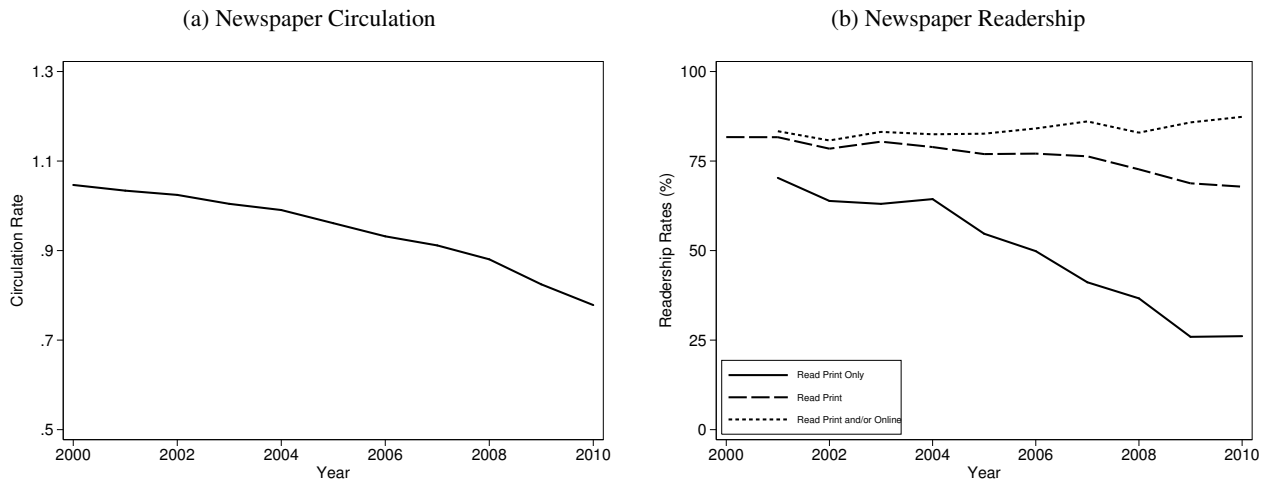 (a) Newspaper Circulation
1.3
1.1
.9
.7
.5
Circulation Rate
2000 2002 2004 2006 2008 2010
Year
(b) Newspaper Readership
100
75
50
25
0
Readership Rates (%)
Read Print Only
Read Print
Read Print and/or Online
2000 2002 2004 2006 2008 2010
Year